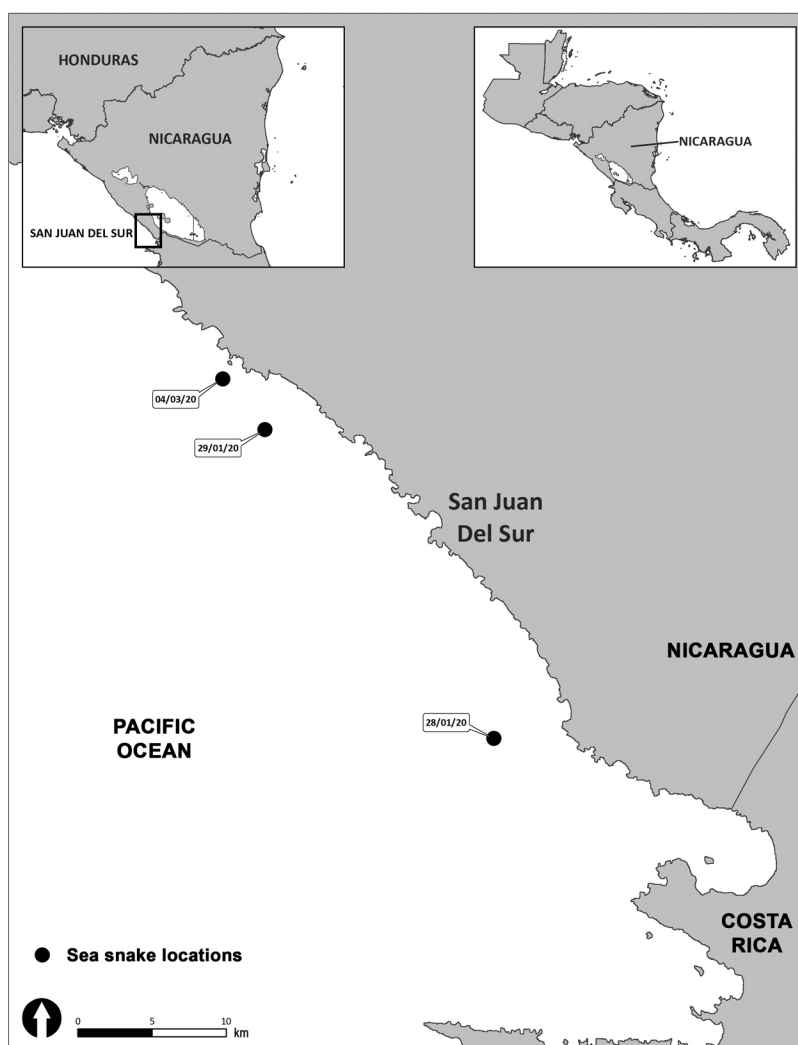 HONDURAS
NICARAGUA
SAN JUAN DEL SUR
NICARAGUA
04/03/20
29/01/20
San Juan
Del Sur
NICARAGUA
28/01/20
PACIFIC
OCEAN
COSTA
RICA
Sea snake locations
0 5 10
km